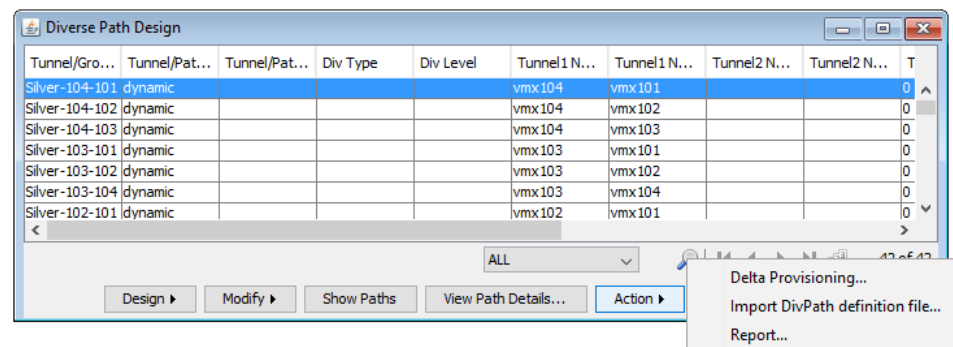 Diverse Path Design
Tunnel/Gro... Tunnel/Pat... Tunnel/Pat... Div Type Div Level Tunnel1 N... Tunnel1 N... Tunnel2 N... Tunnel2 N... T
Silver-104-101 dynamic vmx104 vmx101 0
Silver-104-102 dynamic vmx104 vmx102 0
Silver-104-103 dynamic vmx104 vmx103 0
Silver-103-101 dynamic vmx103 vmx101 0
Silver-103-102 dynamic vmx103 vmx102 0
Silver-103-104 dynamic vmx103 vmx104 0
Silver-102-101 dynamic vmx102 vmx101 0
ALL 42 of 42
Design Modify Show Paths View Path Details... Action
Delta Provisioning...
Import DivPath definition file...
Report...